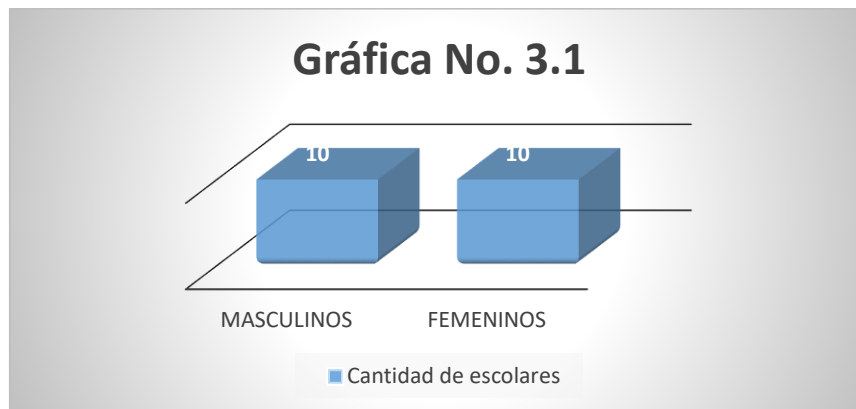 Gráfica No. 3.1
10 10
MASCULINOS FEMENINOS
Cantidad de escolares